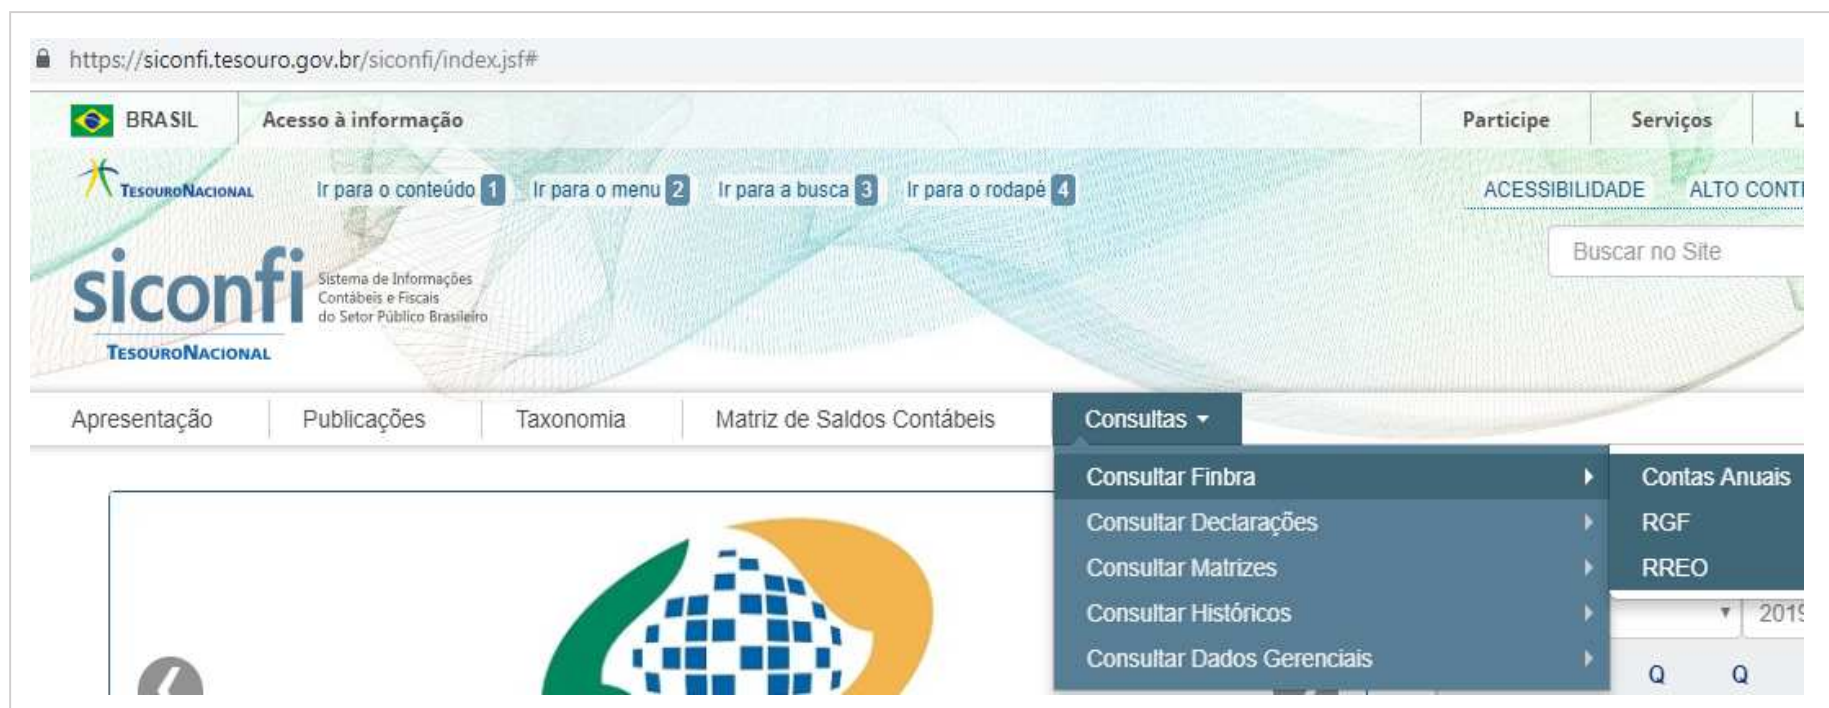 https://siconfi.tesouro.gov.br/siconfi/index.jsf#
BRASIL Acesso à informação Participe Serviços
TESOURONACIONAL Ir para o conteúdo 1 Ir para o menu 2 Ir para a busca 3 Ir para o rodapé 4 ACESSIBILIDADE ALTO
Buscar no Site
siconfi
Sistema de Informações
Contábeis e Fiscais
do Setor Público Brasileiro
TESOURONACIONAL
Apresentação Publicações Taxonomia Matriz de Saldos Contábeis Consultas
Consultar Finbra Contas Anuais
Consultar Declarações RGF
Consultar Matrizes RREO
Consultar Históricos 2019
Consultar Dados Gerenciais Q Q